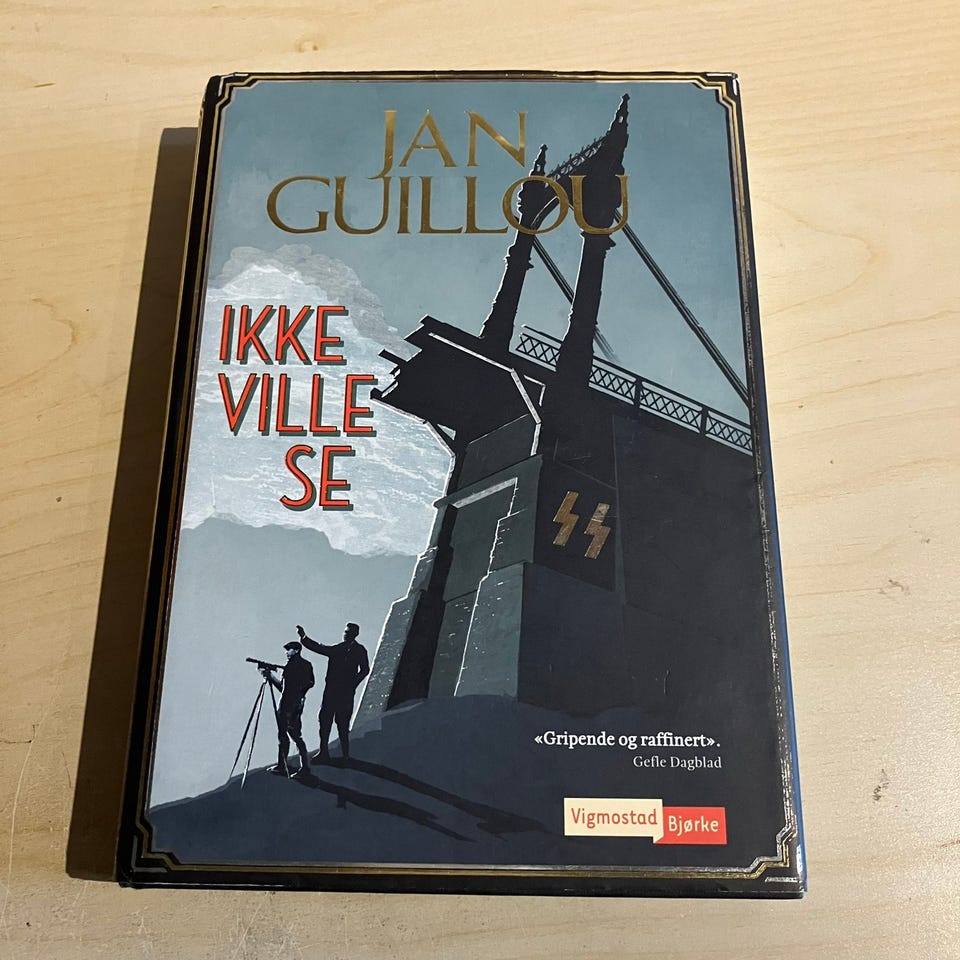 JAN
GUILLOU
IKKE
VILLE
SE
«Gripende og raffinert».
Gefle Dagblad
Vigmostad
Bjørke